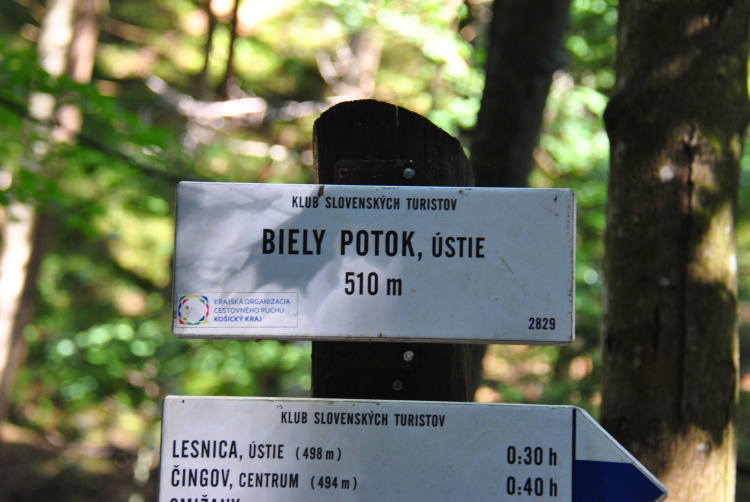 KLUB SLOVENSKÝCH TURISTOV
BIELY POTOK, ÚSTIE
510 m
KRAJSKÁ ORGANIZÁCIA
CESTOVNÉHO RUCHU
KOŠICKÝ KRAJ
2829
KLUB SLOVENSKÝCH TURISTOV
LESNICA, ÚSTIE (498 m) 0:30 h
ČINGOV, CENTRUM (494 m) 0:40 h
SMIŽANY